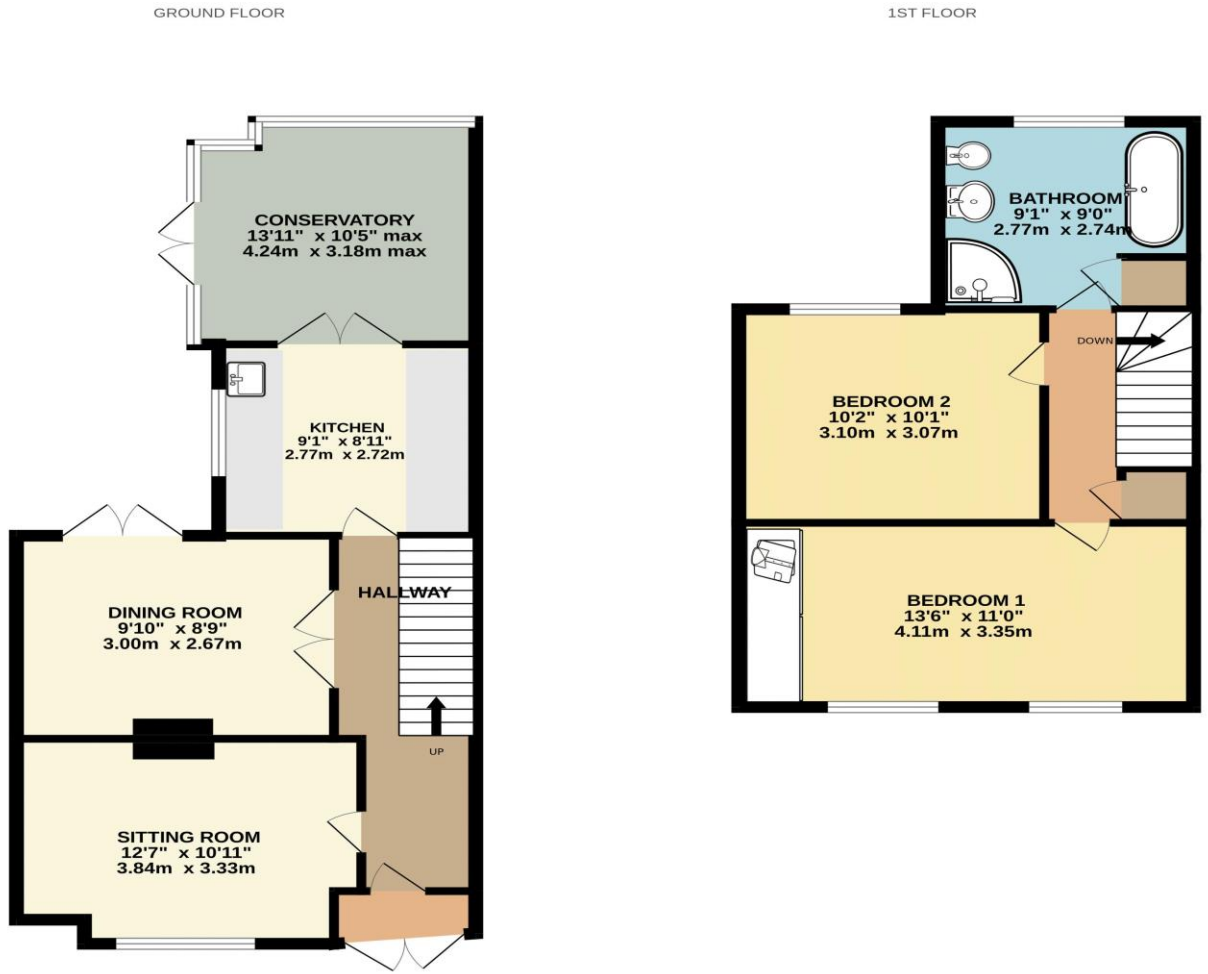 GROUND FLOOR
CONSERVATORY
13'11" x 10'5" max
4.24m x 3.18m max
KITCHEN
9'1" x 8'11"
2.77m x 2.72m
HALLWAY
DINING ROOM
9'10" x 8'9"
3.00m x 2.67m
UP
SITTING ROOM
12'7" x 10'11"
3.84m x 3.33m
1ST FLOOR
BATHROOM
9'1" x 9'0"
2.77m x 2.74m
DOWN
BEDROOM 2
10'2" x 10'1"
3.10m x 3.07m
BEDROOM 1
13'6" x 11'0"
4.11m x 3.35m